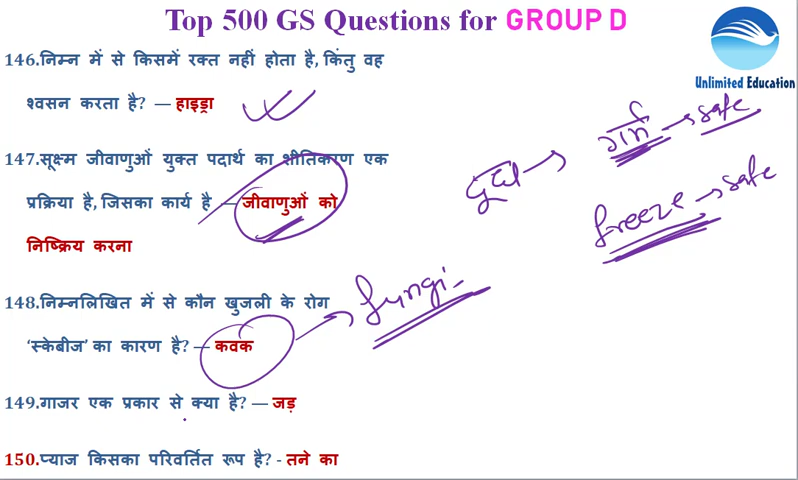 Top 500 GS Questions for GROUP D
Unlimited Education
146.निम्न में से किसमें रक्त नहीं होता है, किंतु वह
श्वसन करता है? — हाइड्रा
147.सूक्ष्म जीवाणुओं युक्त पदार्थ का शीतिकरण एक
प्रक्रिया है, जिसका कार्य है — जीवाणुओं को
निष्क्रिय करना
दूध → गर्म → safe
freeze → safe
148.निम्नलिखित में से कौन खुजली के रोग
'स्केबीज' का कारण है? — कवक
→ fungi
149.गाजर एक प्रकार से क्या है? — जड़
150.प्याज किसका परिवर्तित रूप है? - तने का